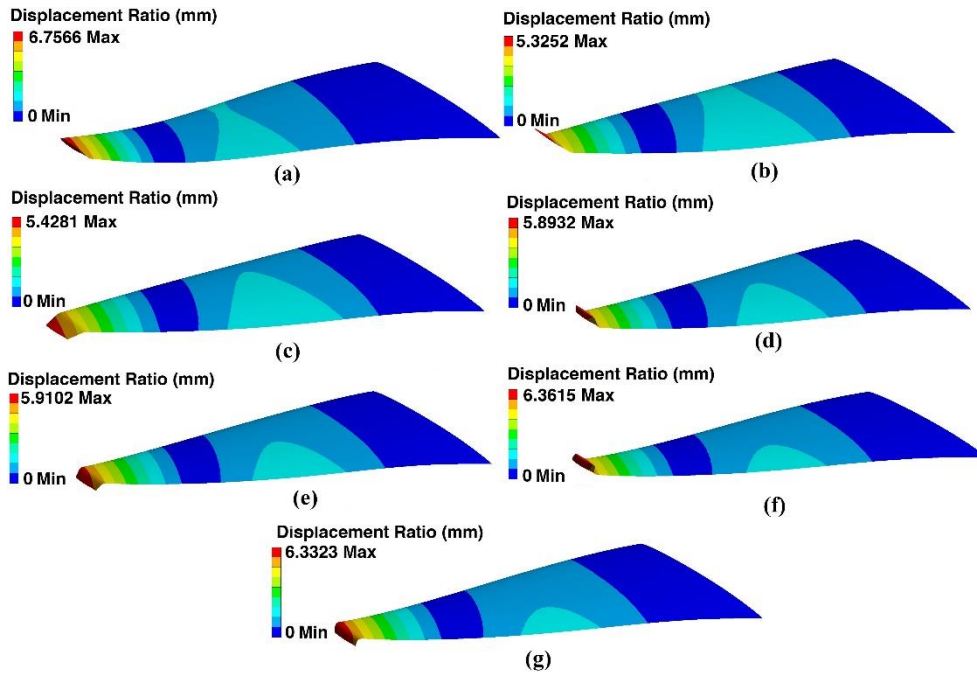 Displacement Ratio (mm)
6.7566 Max
0 Min
(a)
Displacement Ratio (mm)
5.3252 Max
0 Min
(b)
Displacement Ratio (mm)
5.4281 Max
0 Min
(c)
Displacement Ratio (mm)
5.8932 Max
0 Min
(d)
Displacement Ratio (mm)
5.9102 Max
0 Min
(e)
Displacement Ratio (mm)
6.3615 Max
0 Min
(f)
Displacement Ratio (mm)
6.3323 Max
0 Min
(g)